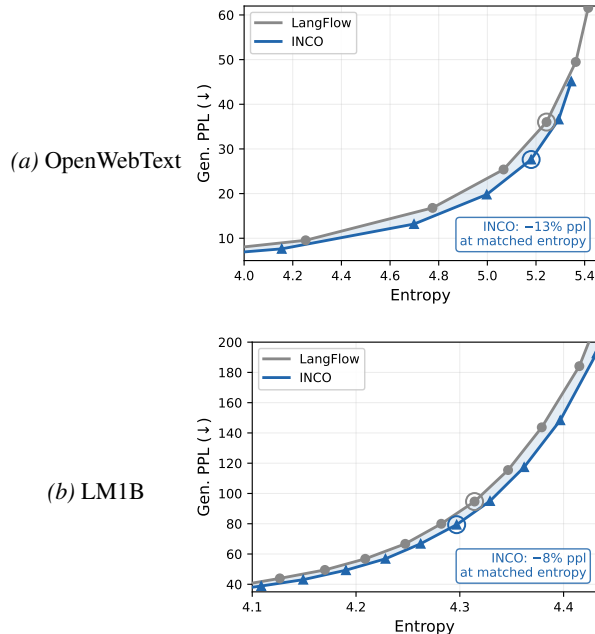 (a) OpenWebText
Gen. PPL (↓)
60
50
40
30
20
10
LangFlow
INCO
INCO: −13% ppl
at matched entropy
4.0 4.2 4.4 4.6 4.8 5.0 5.2 5.4
Entropy
(b) LM1B
Gen. PPL (↓)
200
180
160
140
120
100
80
60
40
LangFlow
INCO
INCO: −8% ppl
at matched entropy
4.1 4.2 4.3 4.4
Entropy